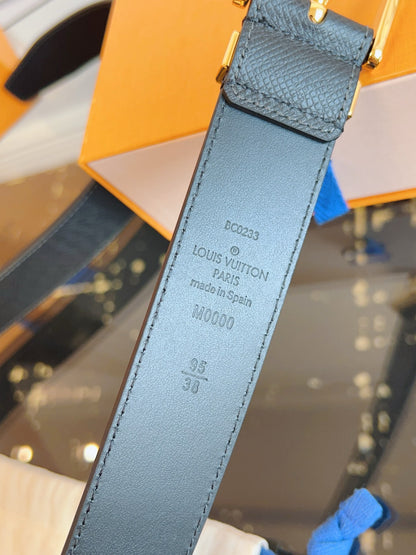 BC0233
®
LOUIS VUITTON
PARIS
made in Spain
M0000
95
38